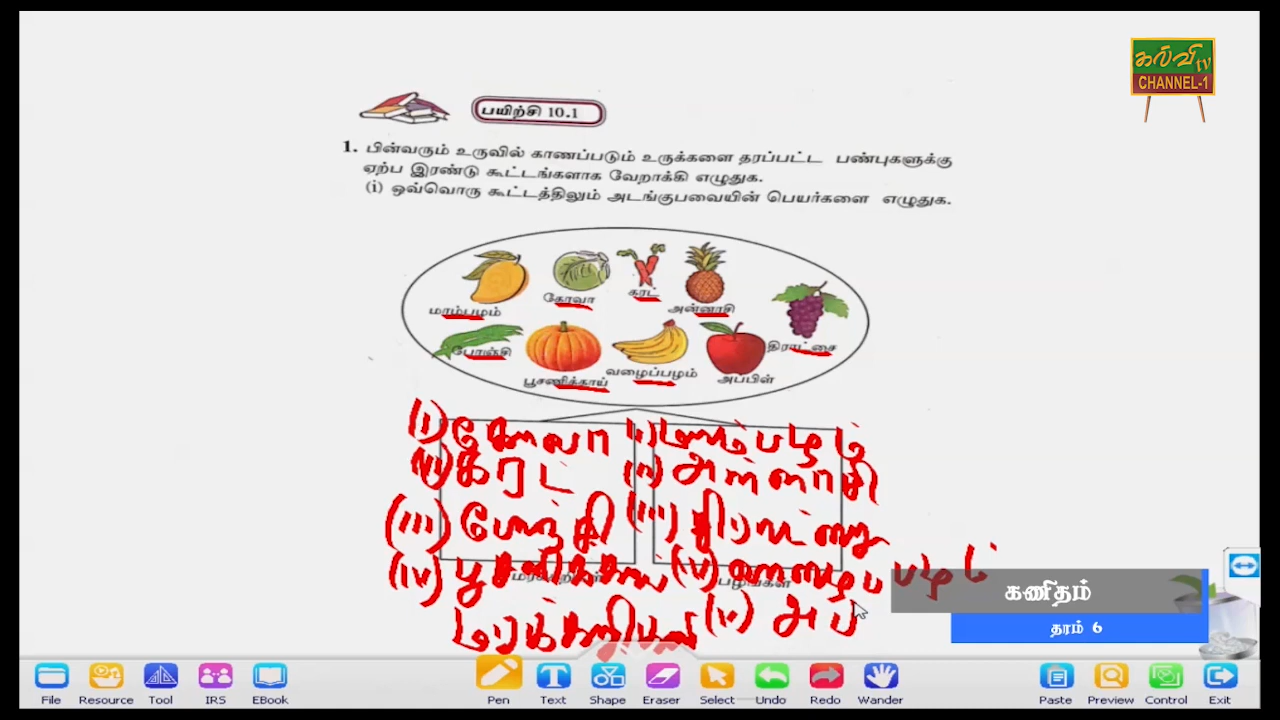 கல்வி tv
CHANNEL-1
பயிற்சி 10.1
1. பின்வரும் உருவில் காணப்படும் உருக்களை தரப்பட்ட பண்புகளுக்கு
ஏற்ப இரண்டு கூட்டங்களாக வேறாக்கி எழுதுக.
(i) ஒவ்வொரு கூட்டத்திலும் அடங்குபவையின் பெயர்களை எழுதுக.
மாம்பழம் கோவா கரட் அன்னாசி
போஞ்சி பூசணிக்காய் வாழைப்பழம் அப்பிள் திராட்சை
(i) கோவா (i) மாம்பழம்
(ii) கரட் (ii) அன்னாசி
(iii) போஞ்சி (iii) திராட்சை
(iv) பூசனிக்காய் (iv) வாழைப்பழம்
பழங்கள்
மரக்கறிகள் (v) அப்
கணிதம்
தரம் 6
File Resource Tool IRS EBook Pen Text Shape Eraser Select Undo Redo Wander Paste Preview Control Exit